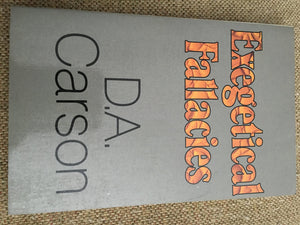 Exegetical
Fallacies
D.A.
Carson